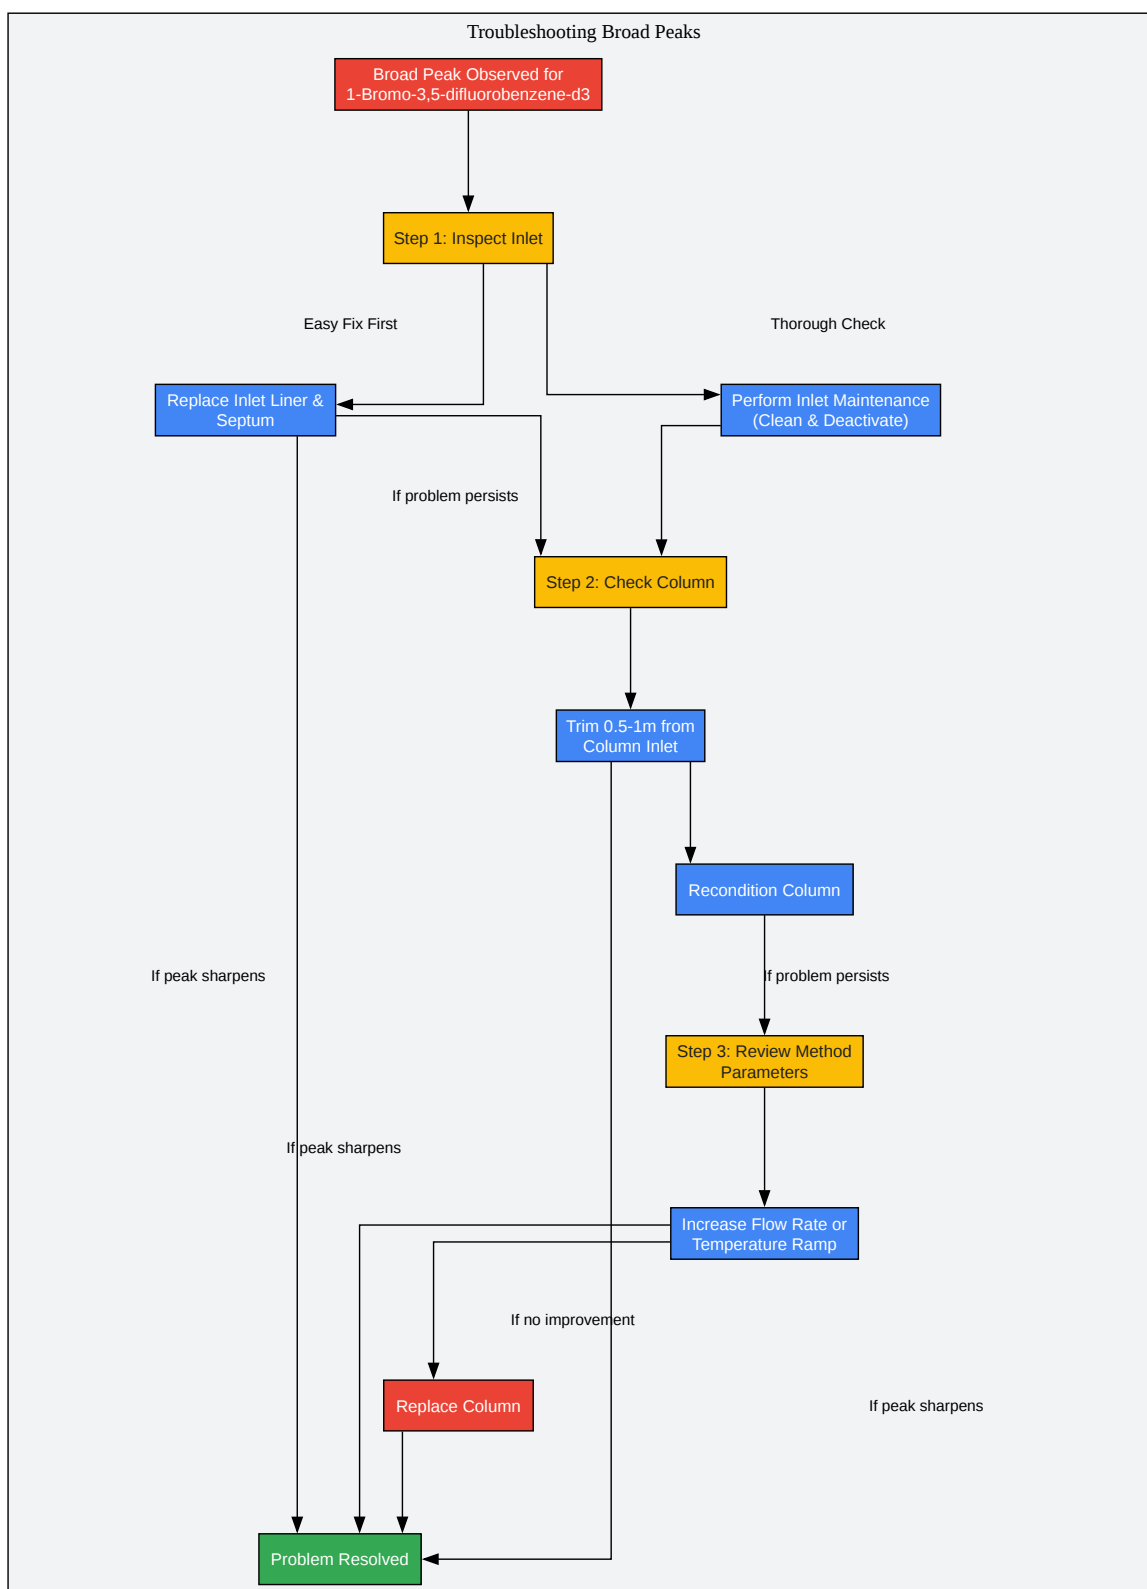 Troubleshooting Broad Peaks
Broad Peak Observed for
1-Bromo-3,5-difluorobenzene-d3
Step 1: Inspect Inlet
Easy Fix First
Thorough Check
Replace Inlet Liner &
Septum
Perform Inlet Maintenance
(Clean & Deactivate)
If problem persists
Step 2: Check Column
Trim 0.5-1m from
Column Inlet
Recondition Column
If peak sharpens
If problem persists
Step 3: Review Method
Parameters
If peak sharpens
Increase Flow Rate or
Temperature Ramp
If no improvement
Replace Column
If peak sharpens
Problem Resolved